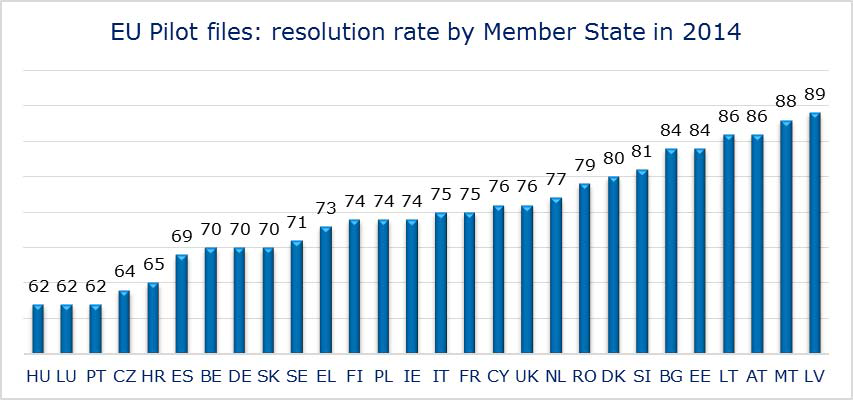 EU Pilot files: resolution rate by Member State in 2014
62 62 62 64 65 69 70 70 70 71 73 74 74 74 75 75 76 76 77 79 80 81 84 84 86 86 88 89
HU LU PT CZ HR ES BE DE SK SE EL FI PL IE IT FR CY UK NL RO DK SI BG EE LT AT MT LV